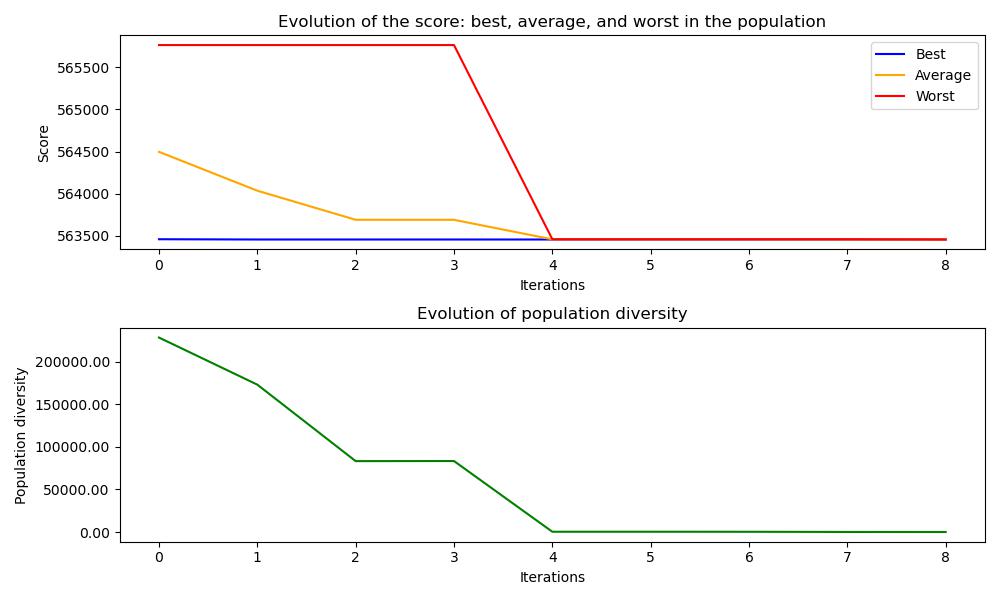 Evolution of the score: best, average, and worst in the population
565500
565000
564500
564000
563500
Score
Best
Average
Worst
0 1 2 3 4 5 6 7 8
Iterations
Evolution of population diversity
200000.00
150000.00
100000.00
50000.00
0.00
Population diversity
0 1 2 3 4 5 6 7 8
Iterations